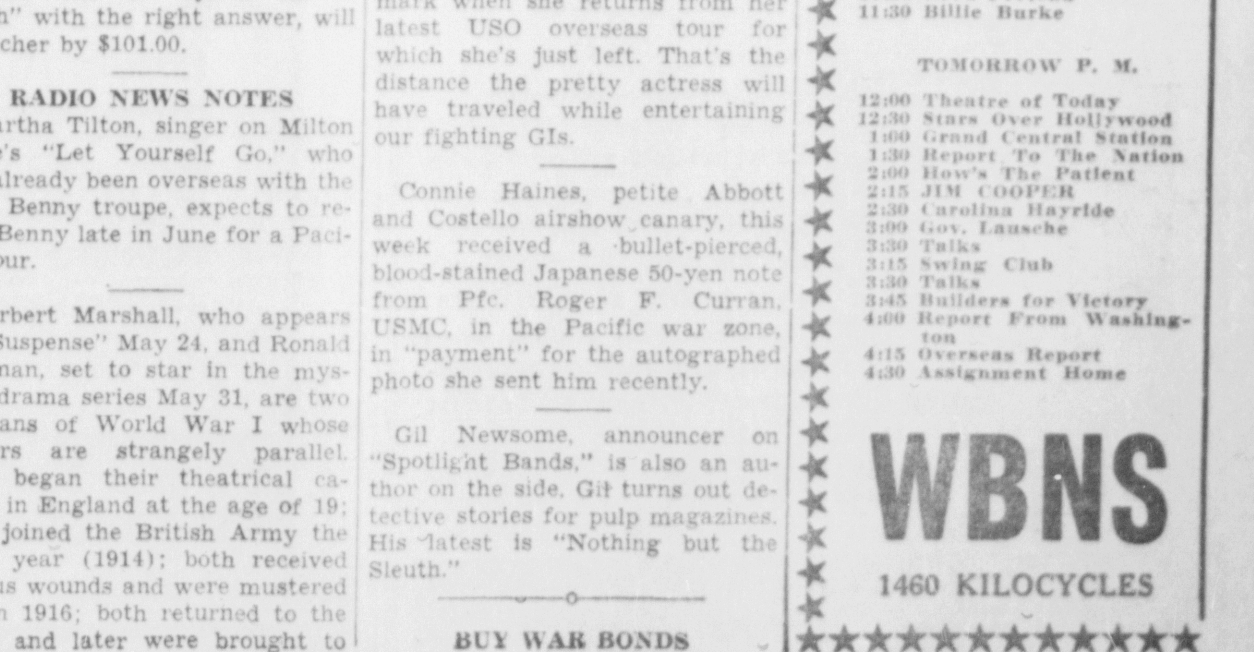 n" with the right answer, will
cher by $101.00.
RADIO NEWS NOTES
artha Tilton, singer on Milton
e's "Let Yourself Go," who
already been overseas with the
Benny troupe, expects to re-
Benny late in June for a Paci-
our.
rbert Marshall, who appears
Suspense" May 24, and Ronald
man, set to star in the mys-
drama series May 31, are two
ans of World War I whose
rs are strangely parallel.
began their theatrical ca-
in England at the age of 19;
joined the British Army the
year (1914); both received
us wounds and were mustered
n 1916; both returned to the
and later were brought to
mark when she returns from her
latest USO overseas tour for
which she's just left. That's the
distance the pretty actress will
have traveled while entertaining
our fighting GIs.
Connie Haines, petite Abbott
and Costello airshow canary, this
week received a bullet-pierced,
blood-stained Japanese 50-yen note
from Pfc. Roger F. Curran,
USMC, in the Pacific war zone,
in "payment" for the autographed
photo she sent him recently.
Gil Newsome, announcer on
"Spotlight Bands," is also an au-
thor on the side. Gil turns out de-
tective stories for pulp magazines.
His latest is "Nothing but the
Sleuth."
BUY WAR BONDS
11:30 Billie Burke
TOMORROW P. M.
12:00 Theatre of Today
12:30 Stars Over Hollywood
1:00 Grand Central Station
1:30 Report To The Nation
2:00 How's The Patient
2:15 JIM COOPER
2:30 Carolina Hayride
3:00 Gov. Lausche
3:30 Talks
3:15 Swing Club
3:30 Talks
3:45 Builders for Victory
4:00 Report From Washing-
ton
4:15 Overseas Report
4:30 Assignment Home
WBNS
1460 KILOCYCLES